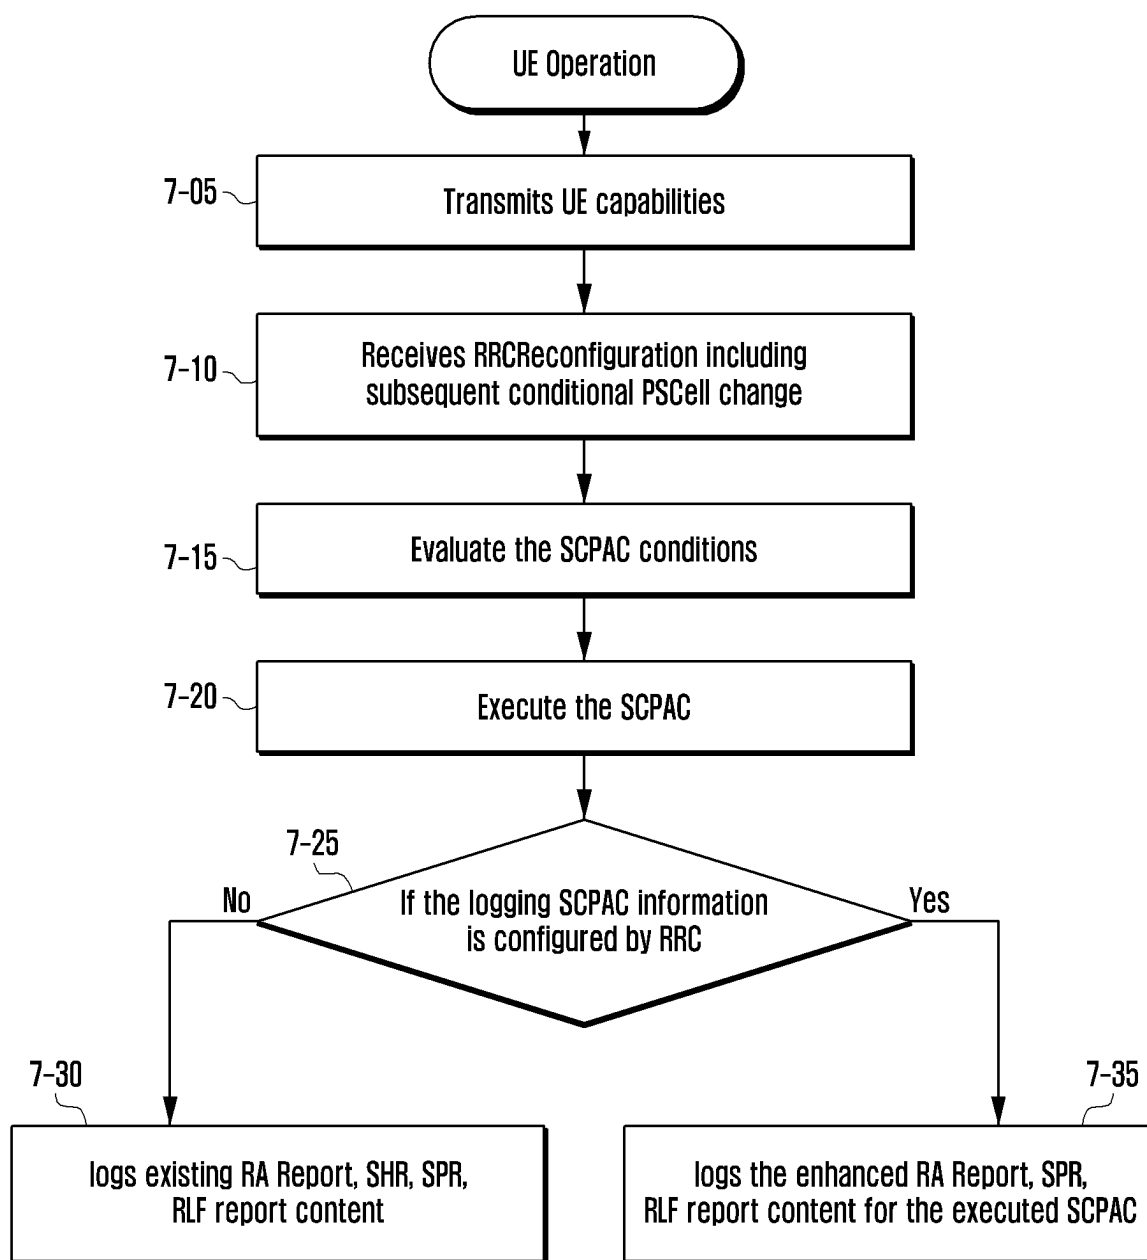 UE Operation
7-05
Transmits UE capabilities
7-10
Receives RRCReconfiguration including
subsequent conditional PSCell change
7-15
Evaluate the SCPAC conditions
7-20
Execute the SCPAC
7-25
If the logging SCPAC information
is configured by RRC
No
Yes
7-30
logs existing RA Report, SHR, SPR,
RLF report content
7-35
logs the enhanced RA Report, SPR,
RLF report content for the executed SCPAC